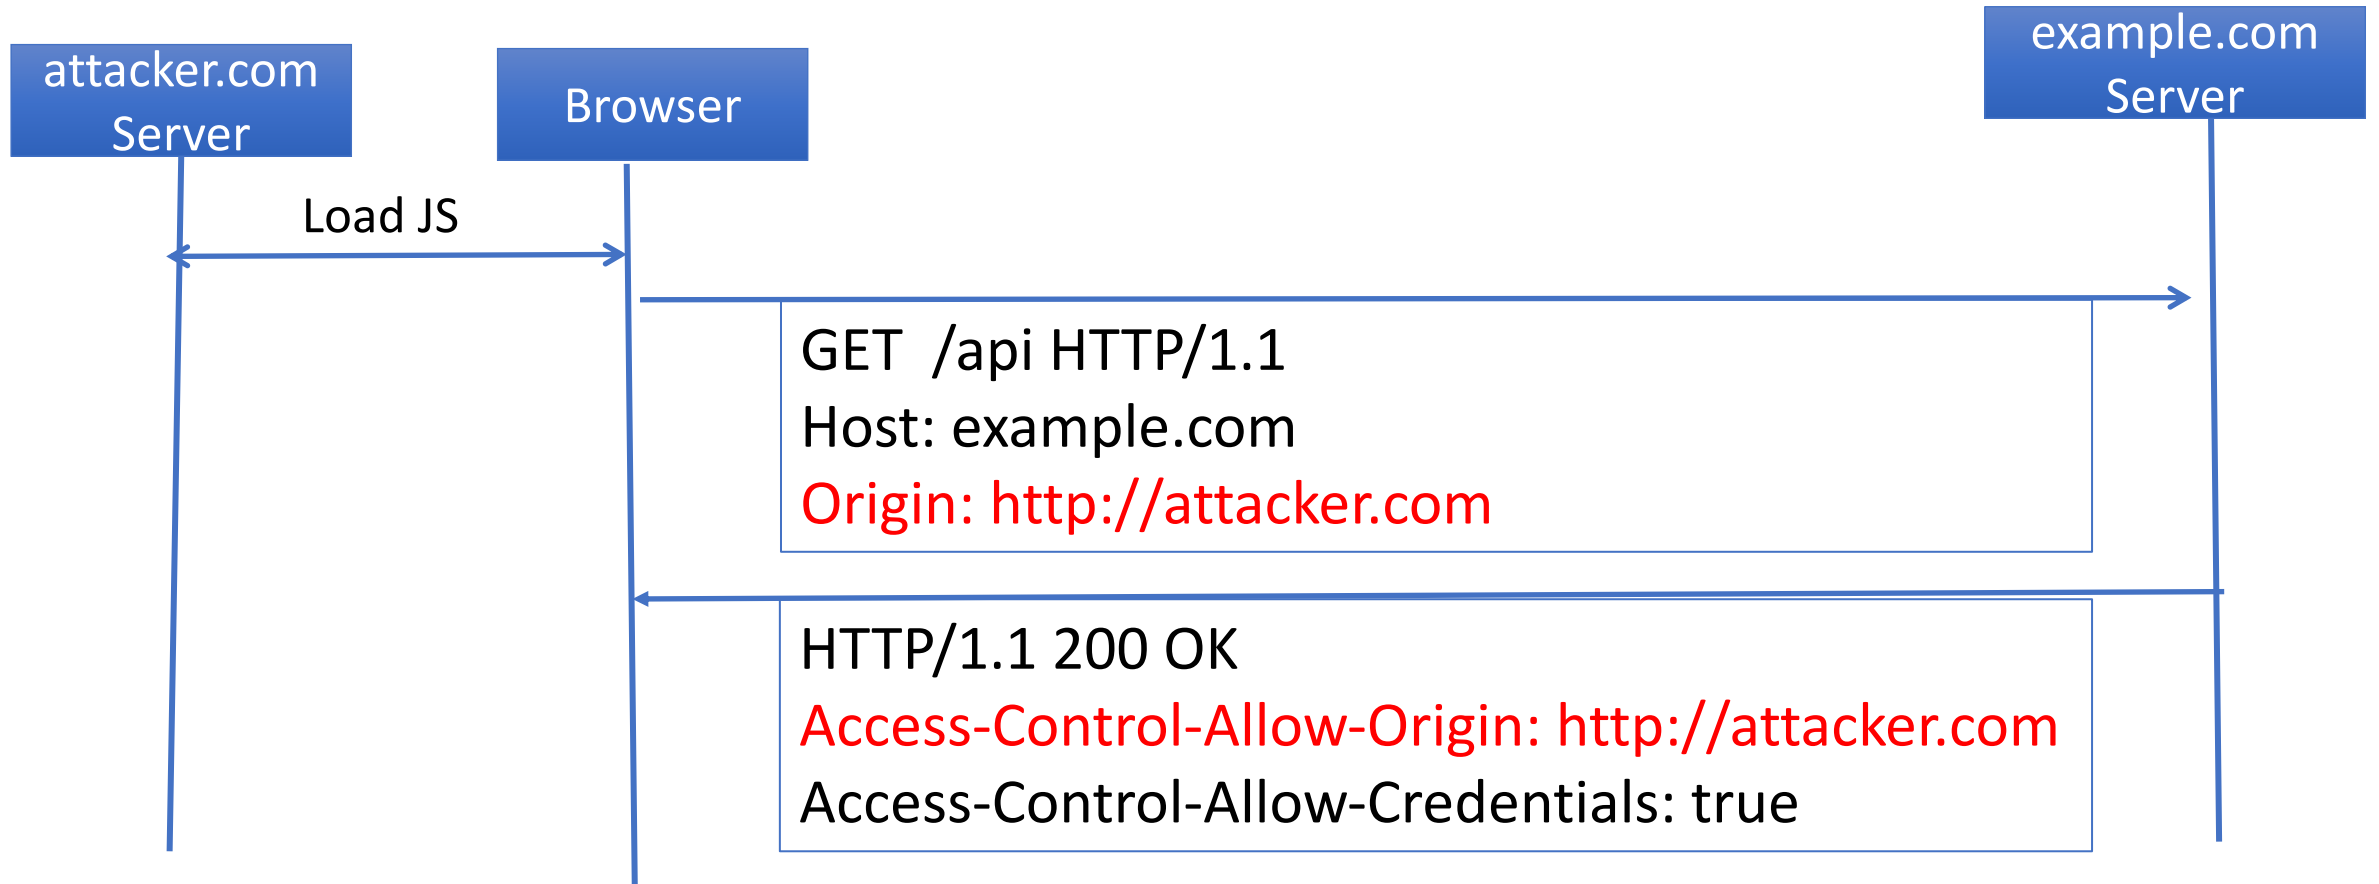 attacker.com
Server
Browser
example.com
Server
Load JS
GET  /api HTTP/1.1
Host: example.com
Origin: http://attacker.com
HTTP/1.1 200 OK
Access-Control-Allow-Origin: http://attacker.com
Access-Control-Allow-Credentials: true